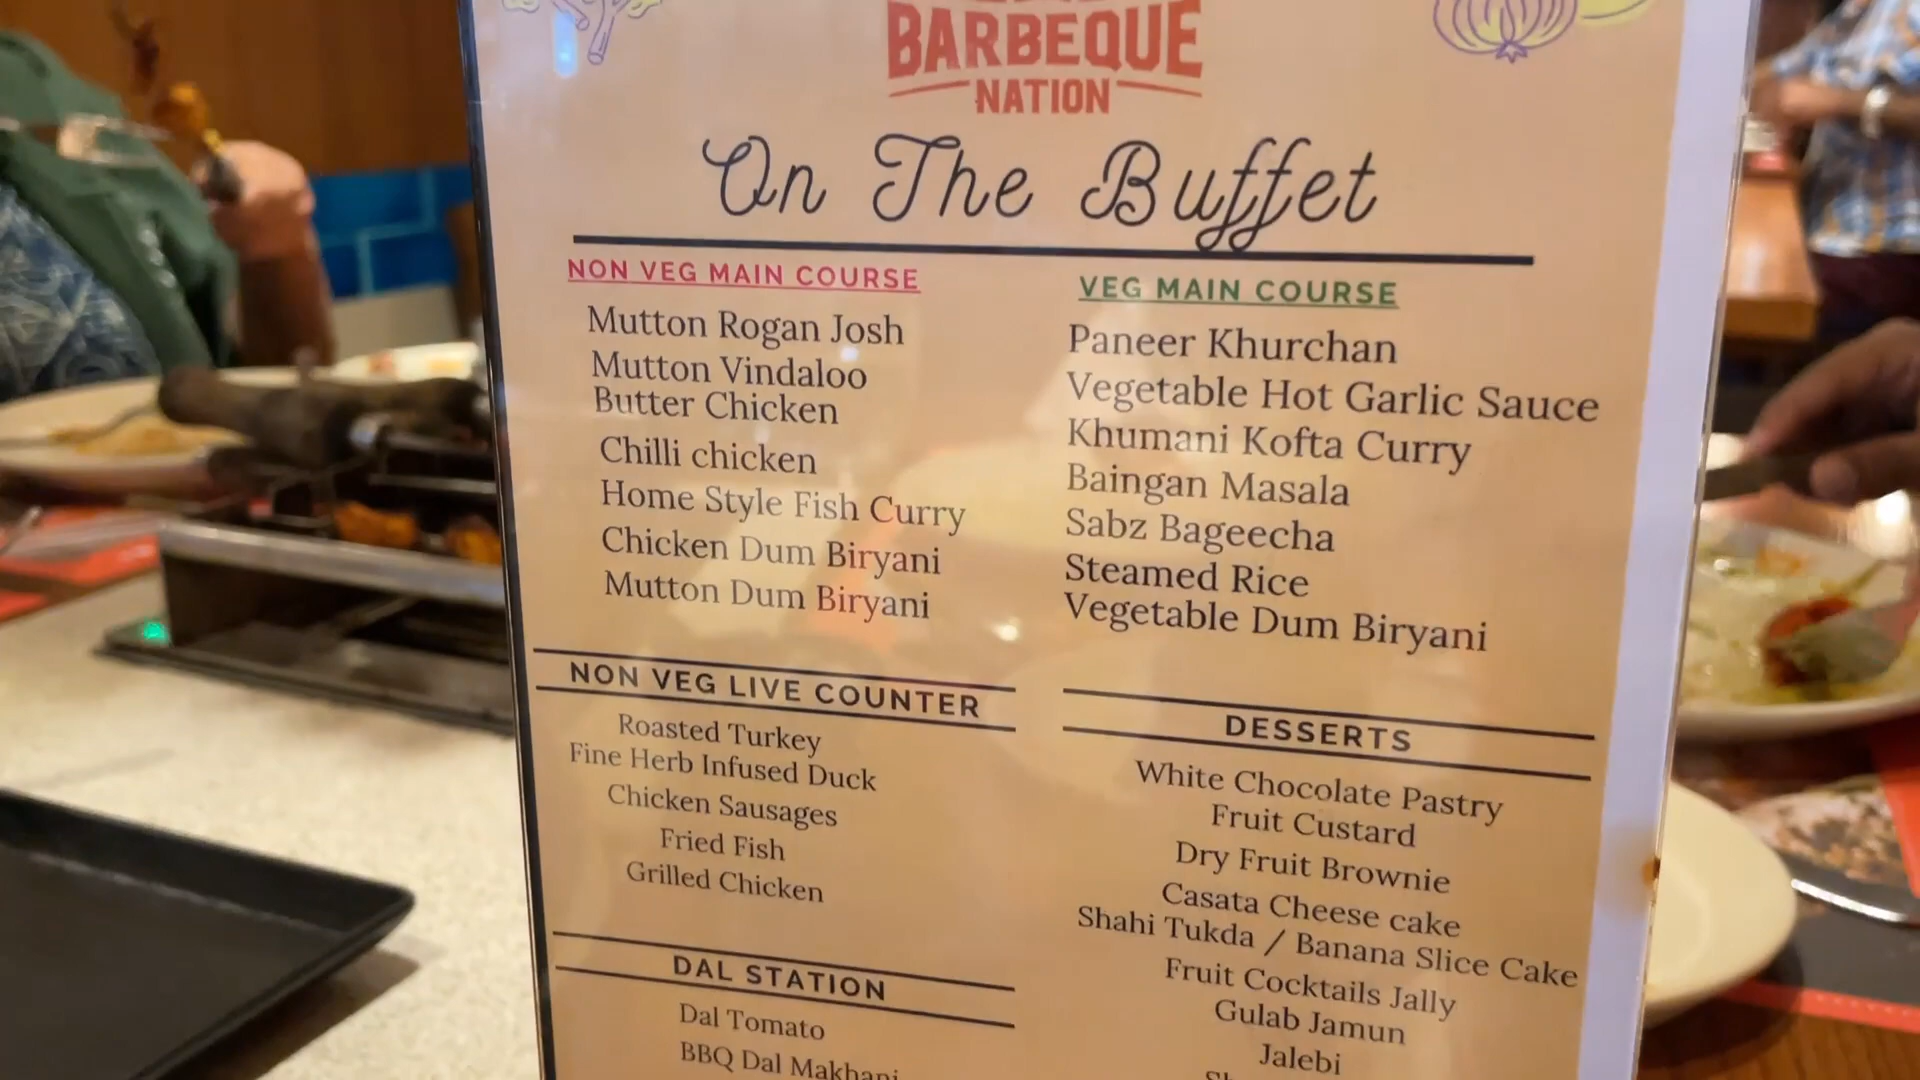 BARBEQUE
NATION
On The Buffet
NON VEG MAIN COURSE
Mutton Rogan Josh
Mutton Vindaloo
Butter Chicken
Chilli chicken
Home Style Fish Curry
Chicken Dum Biryani
Mutton Dum Biryani
VEG MAIN COURSE
Paneer Khurchan
Vegetable Hot Garlic Sauce
Khumani Kofta Curry
Baingan Masala
Sabz Bageecha
Steamed Rice
Vegetable Dum Biryani
NON VEG LIVE COUNTER
Roasted Turkey
Fine Herb Infused Duck
Chicken Sausages
Fried Fish
Grilled Chicken
DAL STATION
Dal Tomato
BBQ Dal Makhani
DESSERTS
White Chocolate Pastry
Fruit Custard
Dry Fruit Brownie
Casata Cheese cake
Shahi Tukda / Banana Slice Cake
Fruit Cocktails Jally
Gulab Jamun
Jalebi